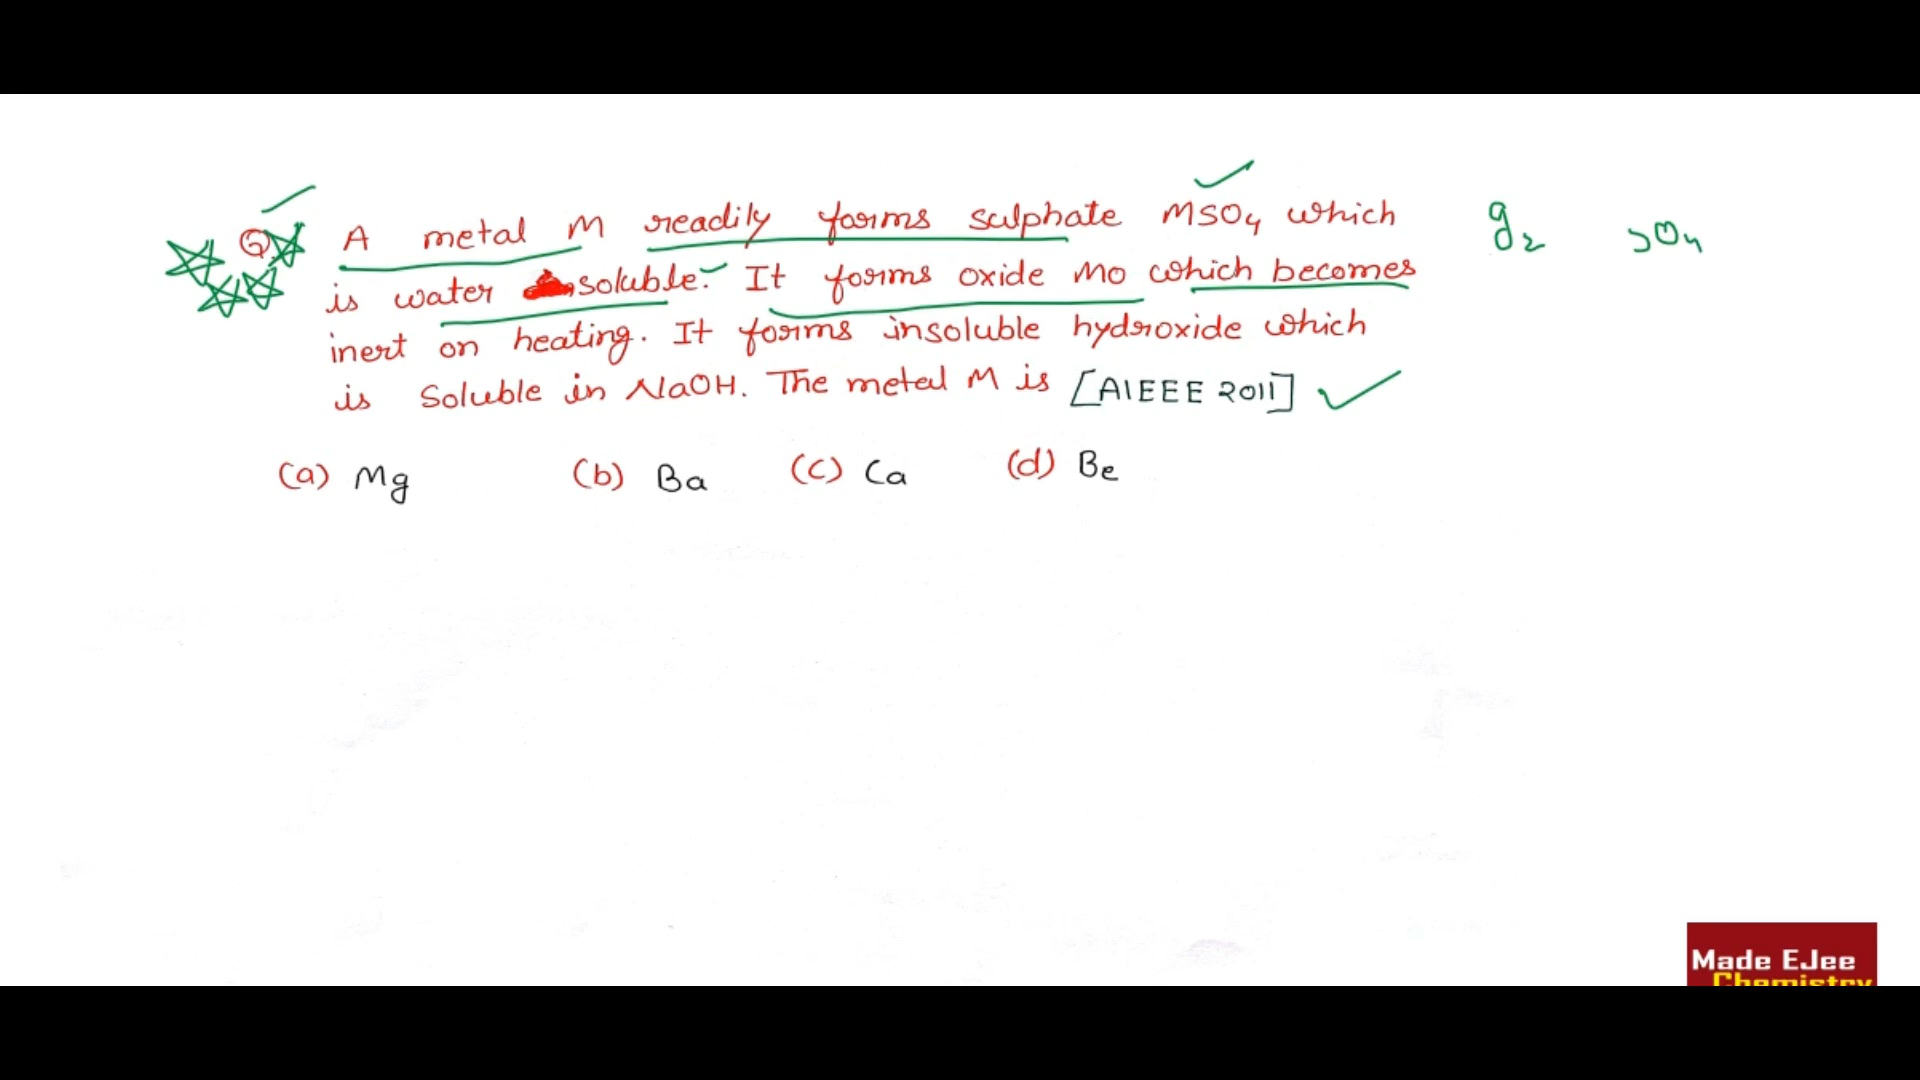 Q. A metal M readily forms sulphate MSO4 which
is water soluble. It forms oxide MO which becomes
inert on heating. It forms insoluble hydroxide which
is Soluble in NaOH. The metal M is [AIEEE 2011]
(a) Mg (b) Ba (c) Ca (d) Be
g2 SO4
Made EJee
Chemistry